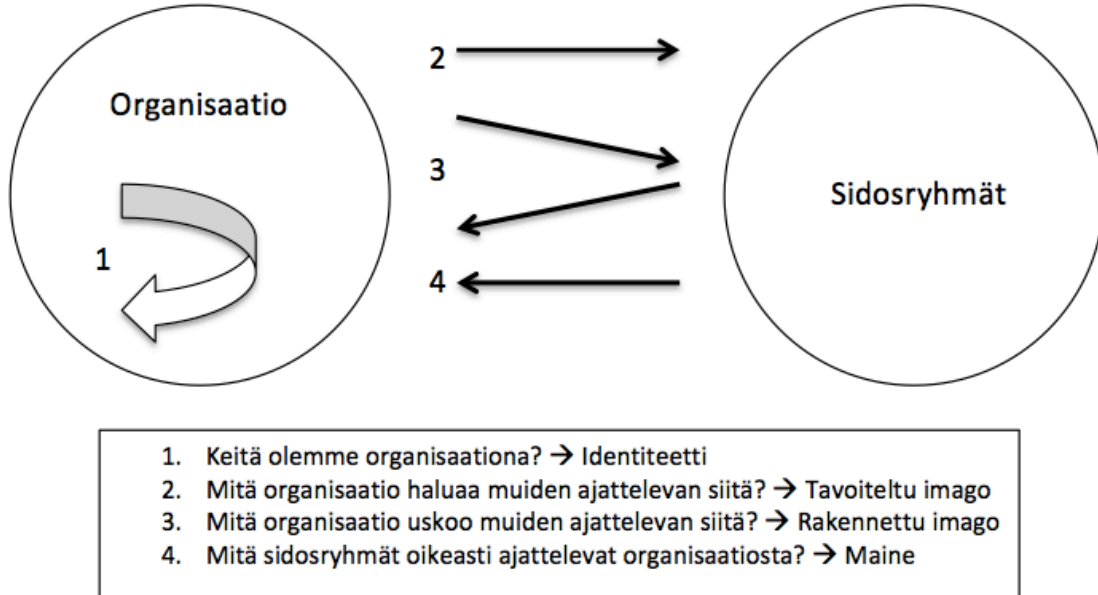 2
Organisaatio
3
Sidosryhmät
1
4
1. Keitä olemme organisaationa? → Identiteetti
2. Mitä organisaatio haluaa muiden ajattelevan siitä? → Tavoiteltu imago
3. Mitä organisaatio uskoo muiden ajattelevan siitä? → Rakennettu imago
4. Mitä sidosryhmät oikeasti ajattelevat organisaatiosta? → Maine